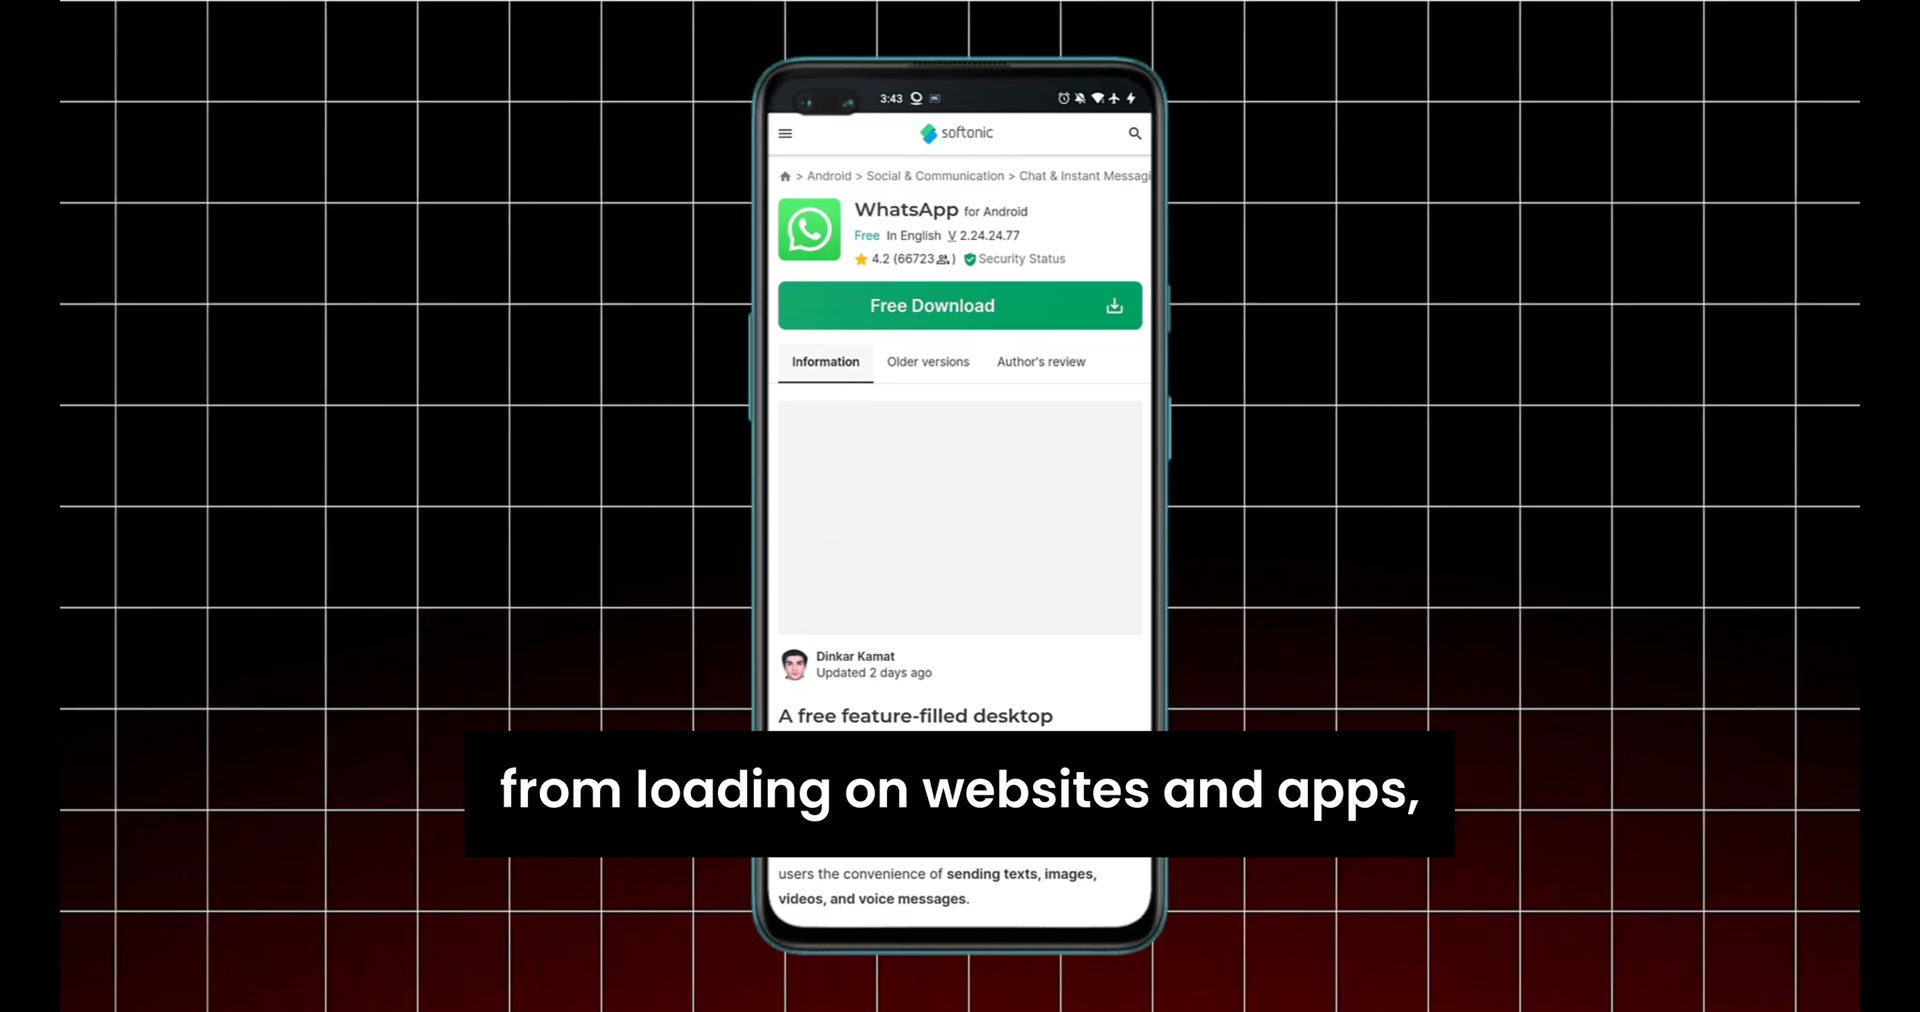 3:43
softonic
> Android > Social & Communication > Chat & Instant Messagi
WhatsApp for Android
Free In English V 2.24.24.77
4.2 (66723) Security Status
Free Download
Information Older versions Author's review
Dinkar Kamat
Updated 2 days ago
A free feature-filled desktop
from loading on websites and apps,
users the convenience of sending texts, images,
videos, and voice messages.